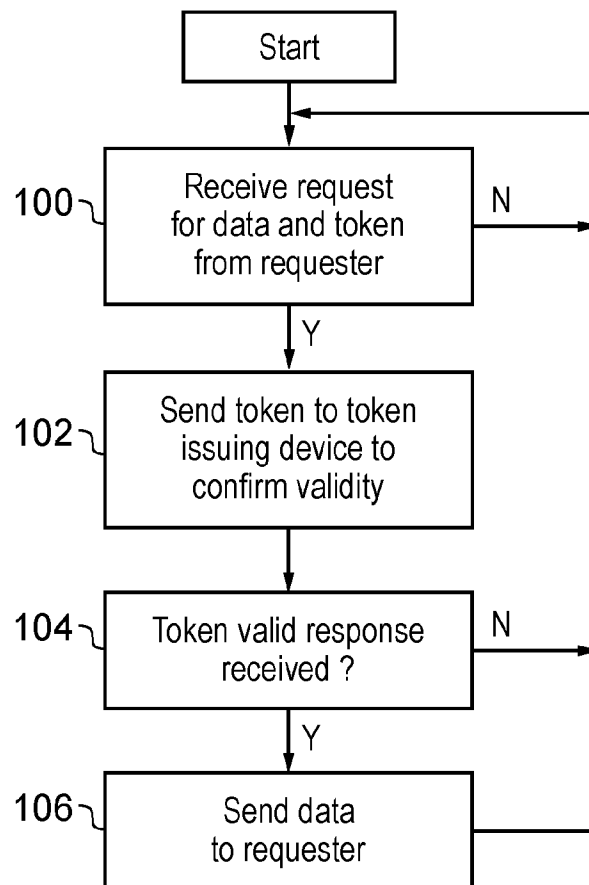 Start
100
Receive request
for data and token
from requester
N
Y
102
Send token to token
issuing device to
confirm validity
104
Token valid response
received ?
N
Y
106
Send data
to requester